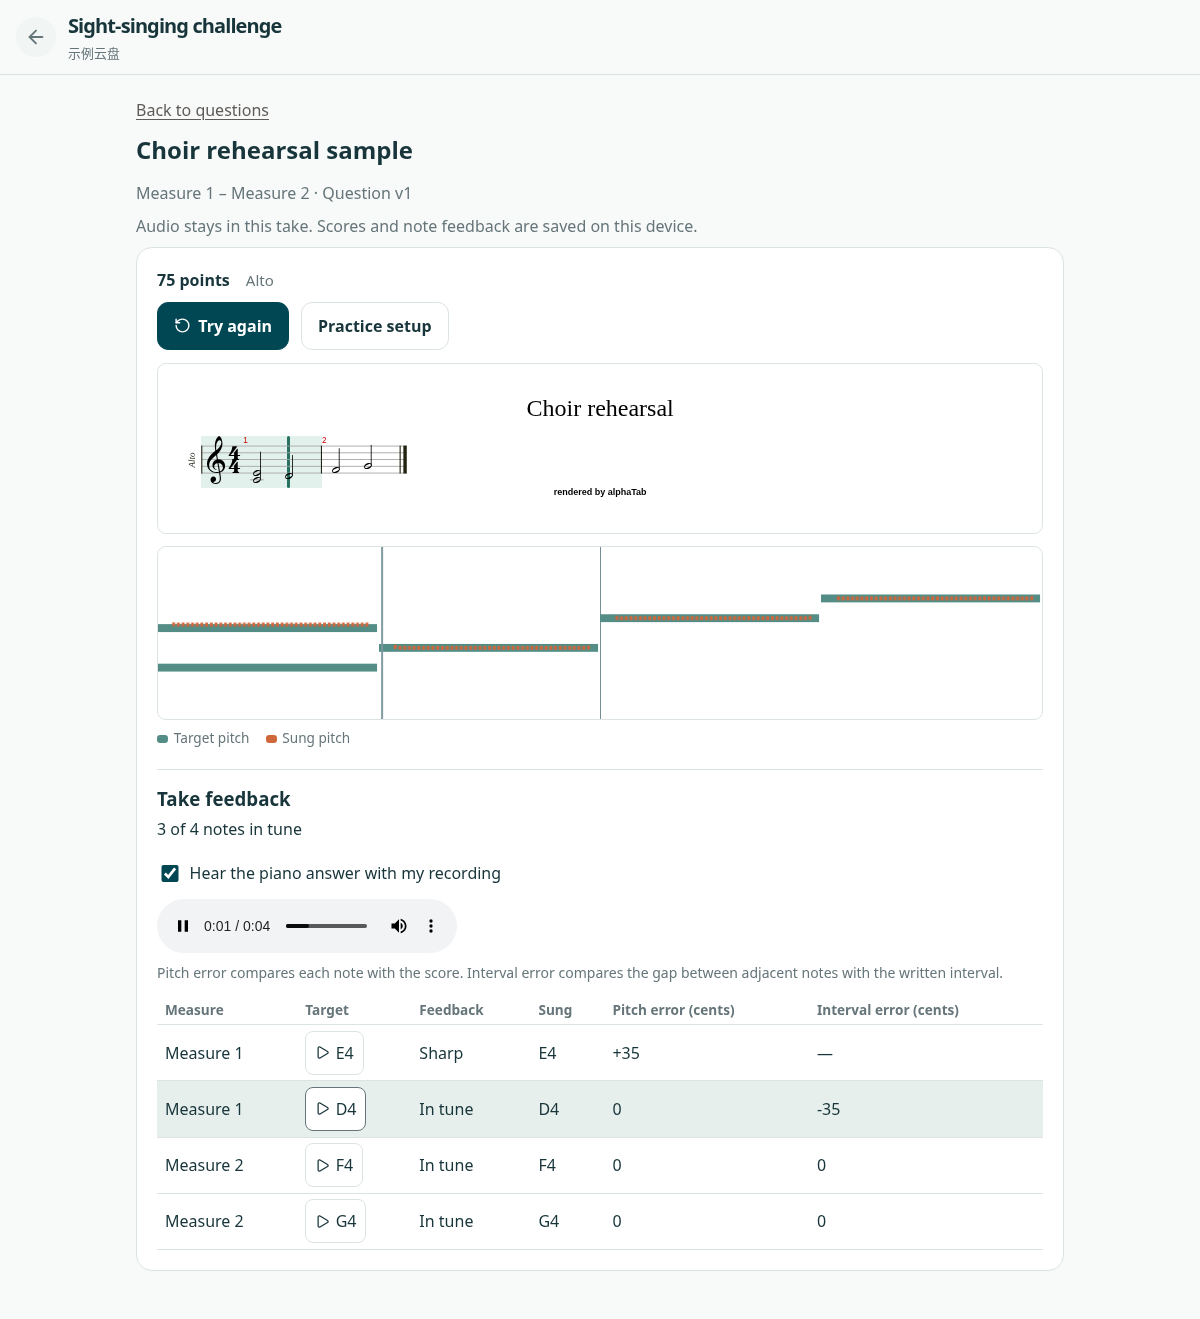 Sight-singing challenge
示例云盘
Back to questions
Choir rehearsal sample
Measure 1 – Measure 2 · Question v1
Audio stays in this take. Scores and note feedback are saved on this device.
75 points Alto
Try again Practice setup
Choir rehearsal
Alto 4 4 1 2
rendered by alphaTab
Target pitch Sung pitch
Take feedback
3 of 4 notes in tune
Hear the piano answer with my recording
0:01 / 0:04
Pitch error compares each note with the score. Interval error compares the gap between adjacent notes with the written interval.
Measure Target Feedback Sung Pitch error (cents) Interval error (cents)
Measure 1 E4 Sharp E4 +35 —
Measure 1 D4 In tune D4 0 -35
Measure 2 F4 In tune F4 0 0
Measure 2 G4 In tune G4 0 0